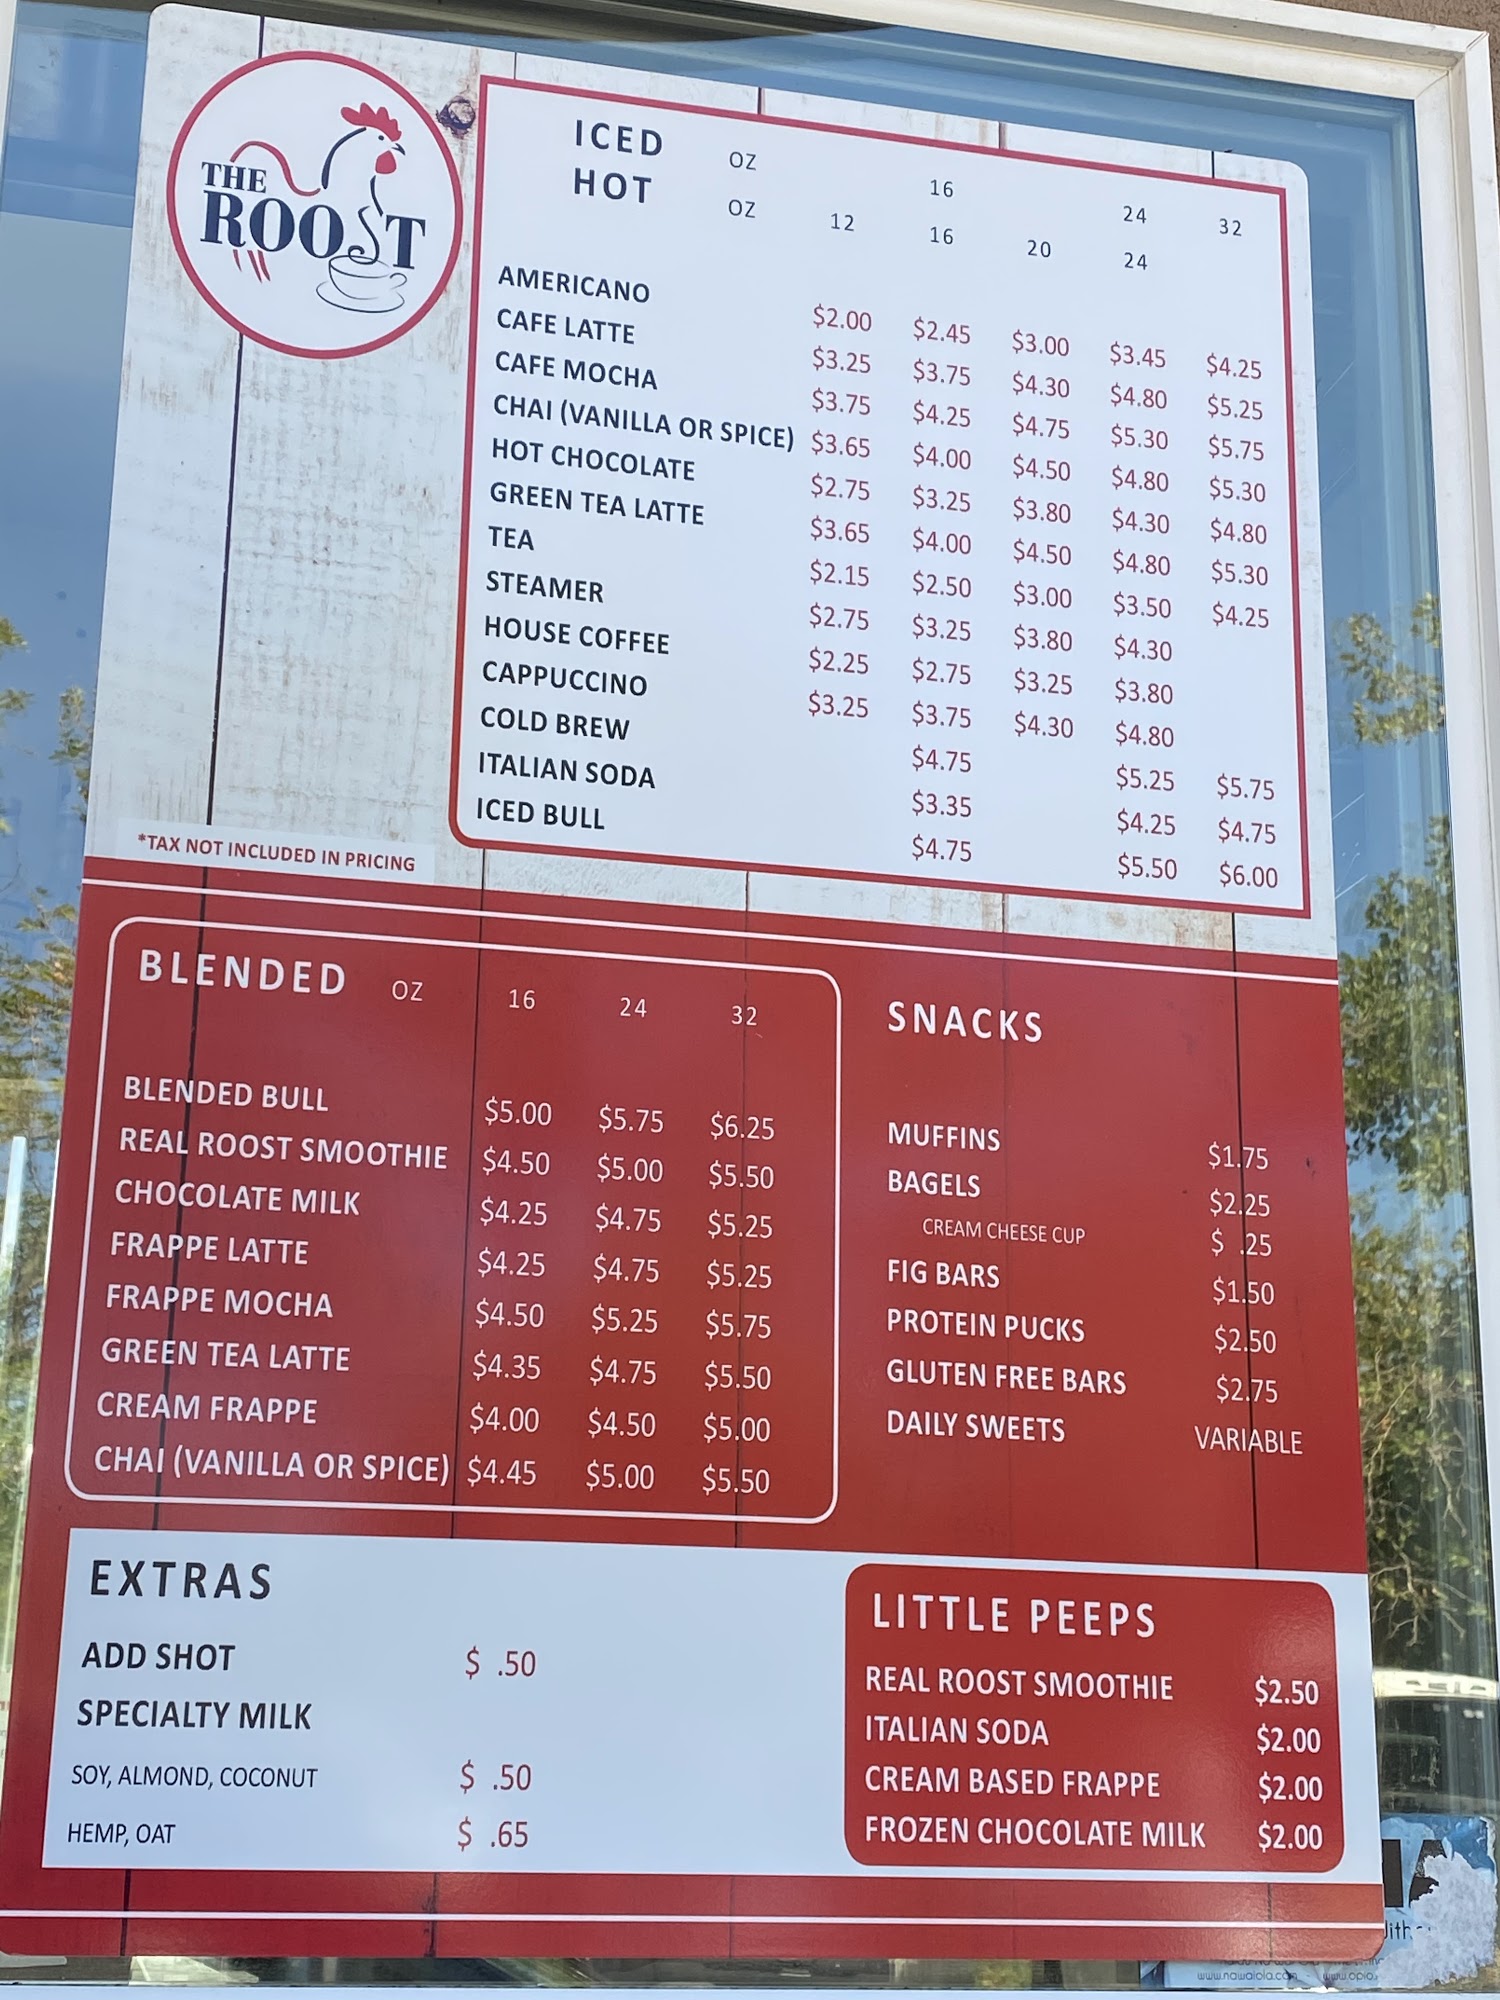 THE
ROOST
ICED OZ 16 24 32
HOT OZ 12 16 20 24
AMERICANO $2.00 $2.45 $3.00 $3.45 $4.25
CAFE LATTE $3.25 $3.75 $4.30 $4.80 $5.25
CAFE MOCHA $3.75 $4.25 $4.75 $5.30 $5.75
CHAI (VANILLA OR SPICE) $3.65 $4.00 $4.50 $4.80 $5.30
HOT CHOCOLATE $2.75 $3.25 $3.80 $4.30 $4.80
GREEN TEA LATTE $3.65 $4.00 $4.50 $4.80 $5.30
TEA $2.15 $2.50 $3.00 $3.50 $4.25
STEAMER $2.75 $3.25 $3.80 $4.30
HOUSE COFFEE $2.25 $2.75 $3.25 $3.80
CAPPUCCINO $3.25 $3.75 $4.30 $4.80
COLD BREW $4.75 $5.25 $5.75
ITALIAN SODA $3.35 $4.25 $4.75
ICED BULL $4.75 $5.50 $6.00
*TAX NOT INCLUDED IN PRICING
BLENDED OZ 16 24 32
BLENDED BULL $5.00 $5.75 $6.25
REAL ROOST SMOOTHIE $4.50 $5.00 $5.50
CHOCOLATE MILK $4.25 $4.75 $5.25
FRAPPE LATTE $4.25 $4.75 $5.25
FRAPPE MOCHA $4.50 $5.25 $5.75
GREEN TEA LATTE $4.35 $4.75 $5.50
CREAM FRAPPE $4.00 $4.50 $5.00
CHAI (VANILLA OR SPICE) $4.45 $5.00 $5.50
SNACKS
MUFFINS $1.75
BAGELS $2.25
CREAM CHEESE CUP $ .25
FIG BARS $1.50
PROTEIN PUCKS $2.50
GLUTEN FREE BARS $2.75
DAILY SWEETS VARIABLE
EXTRAS
ADD SHOT $ .50
SPECIALTY MILK
SOY, ALMOND, COCONUT $ .50
HEMP, OAT $ .65
LITTLE PEEPS
REAL ROOST SMOOTHIE $2.50
ITALIAN SODA $2.00
CREAM BASED FRAPPE $2.00
FROZEN CHOCOLATE MILK $2.00